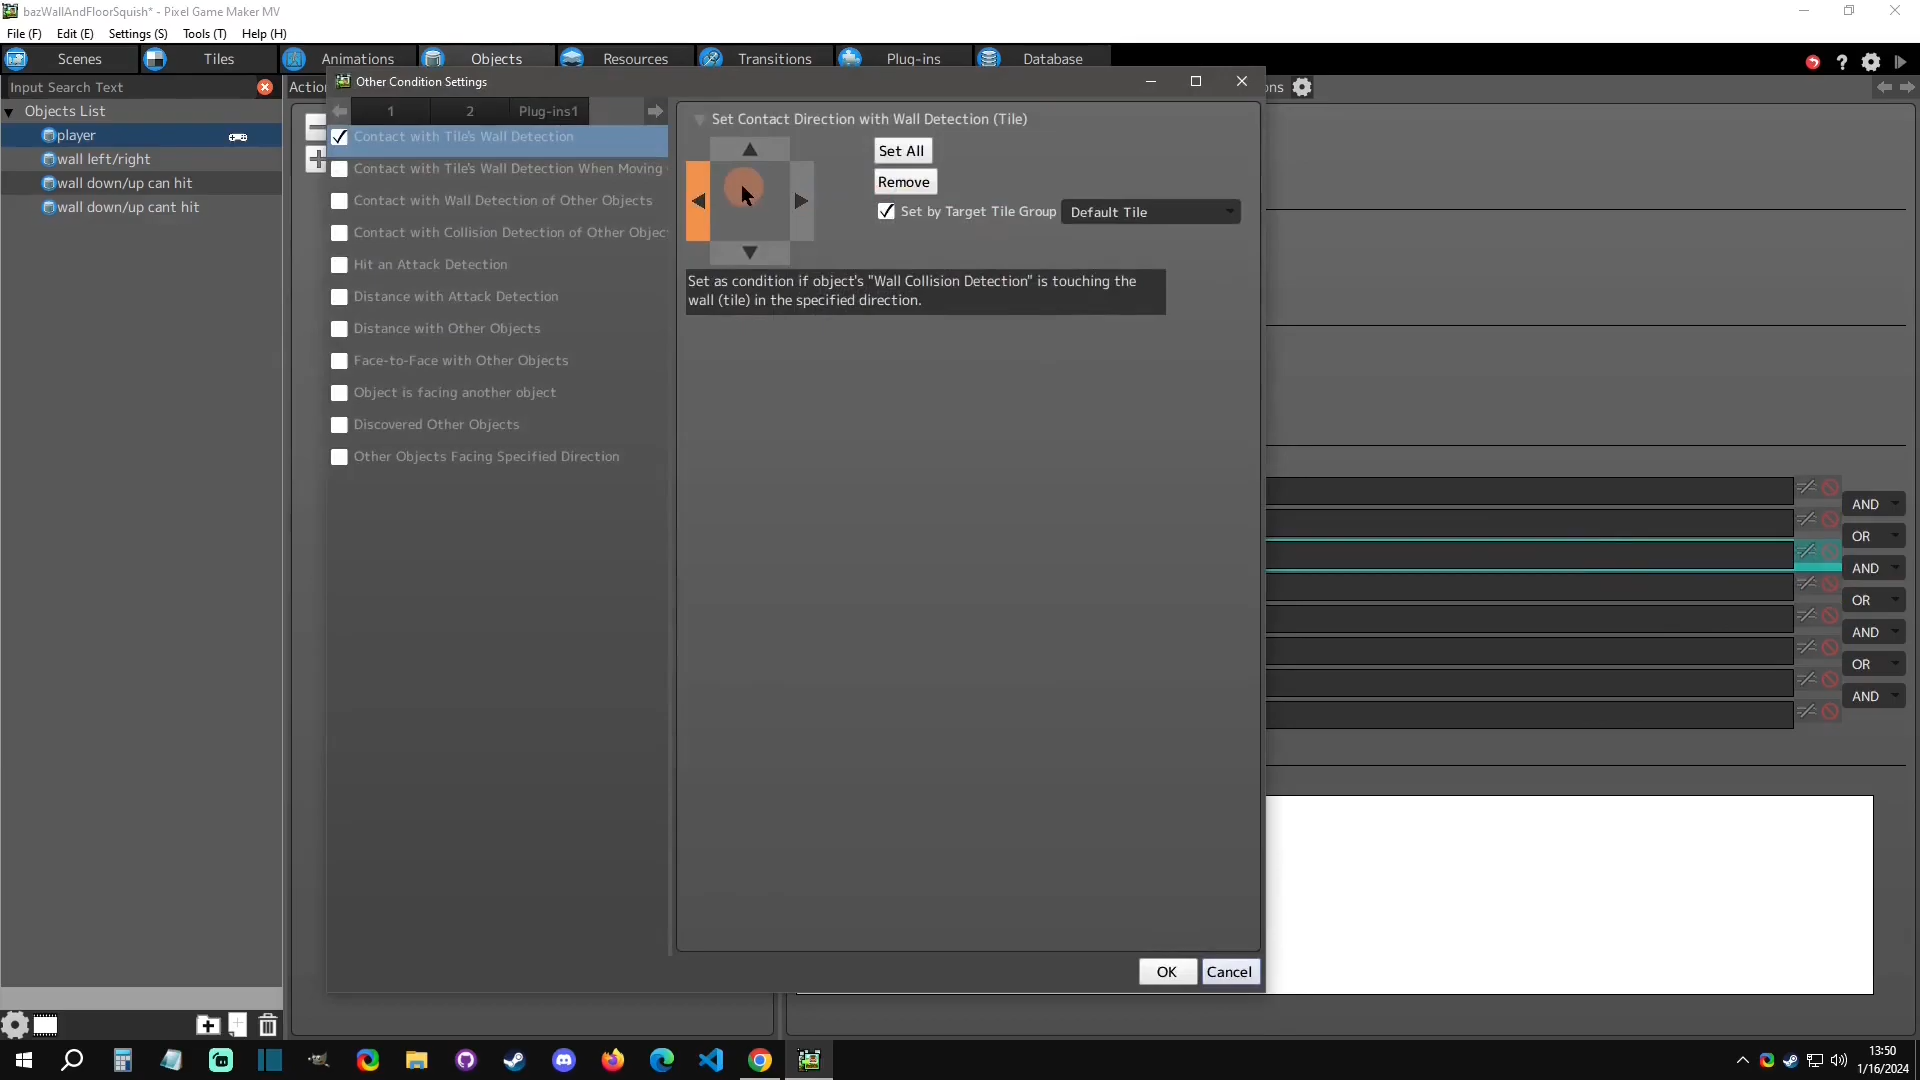 bazWallAndFloorSquish* - Pixel Game Maker MV
File (F) Edit (E) Settings (S) Tools (T) Help (H)
Scenes Tiles Animations Objects Resources Transitions Plug-ins Database
Input Search Text
Objects List
player
wall left/right
wall down/up can hit
wall down/up cant hit
Other Condition Settings
1 2 Plug-ins1
Contact with Tile's Wall Detection
Contact with Tile's Wall Detection When Moving
Contact with Wall Detection of Other Objects
Contact with Collision Detection of Other Objec
Hit an Attack Detection
Distance with Attack Detection
Distance with Other Objects
Face-to-Face with Other Objects
Object is facing another object
Discovered Other Objects
Other Objects Facing Specified Direction
Set Contact Direction with Wall Detection (Tile)
Set All
Remove
Set by Target Tile Group Default Tile
Set as condition if object's "Wall Collision Detection" is touching the
wall (tile) in the specified direction.
OK Cancel
AND
OR
AND
OR
AND
OR
AND
13:50
1/16/2024